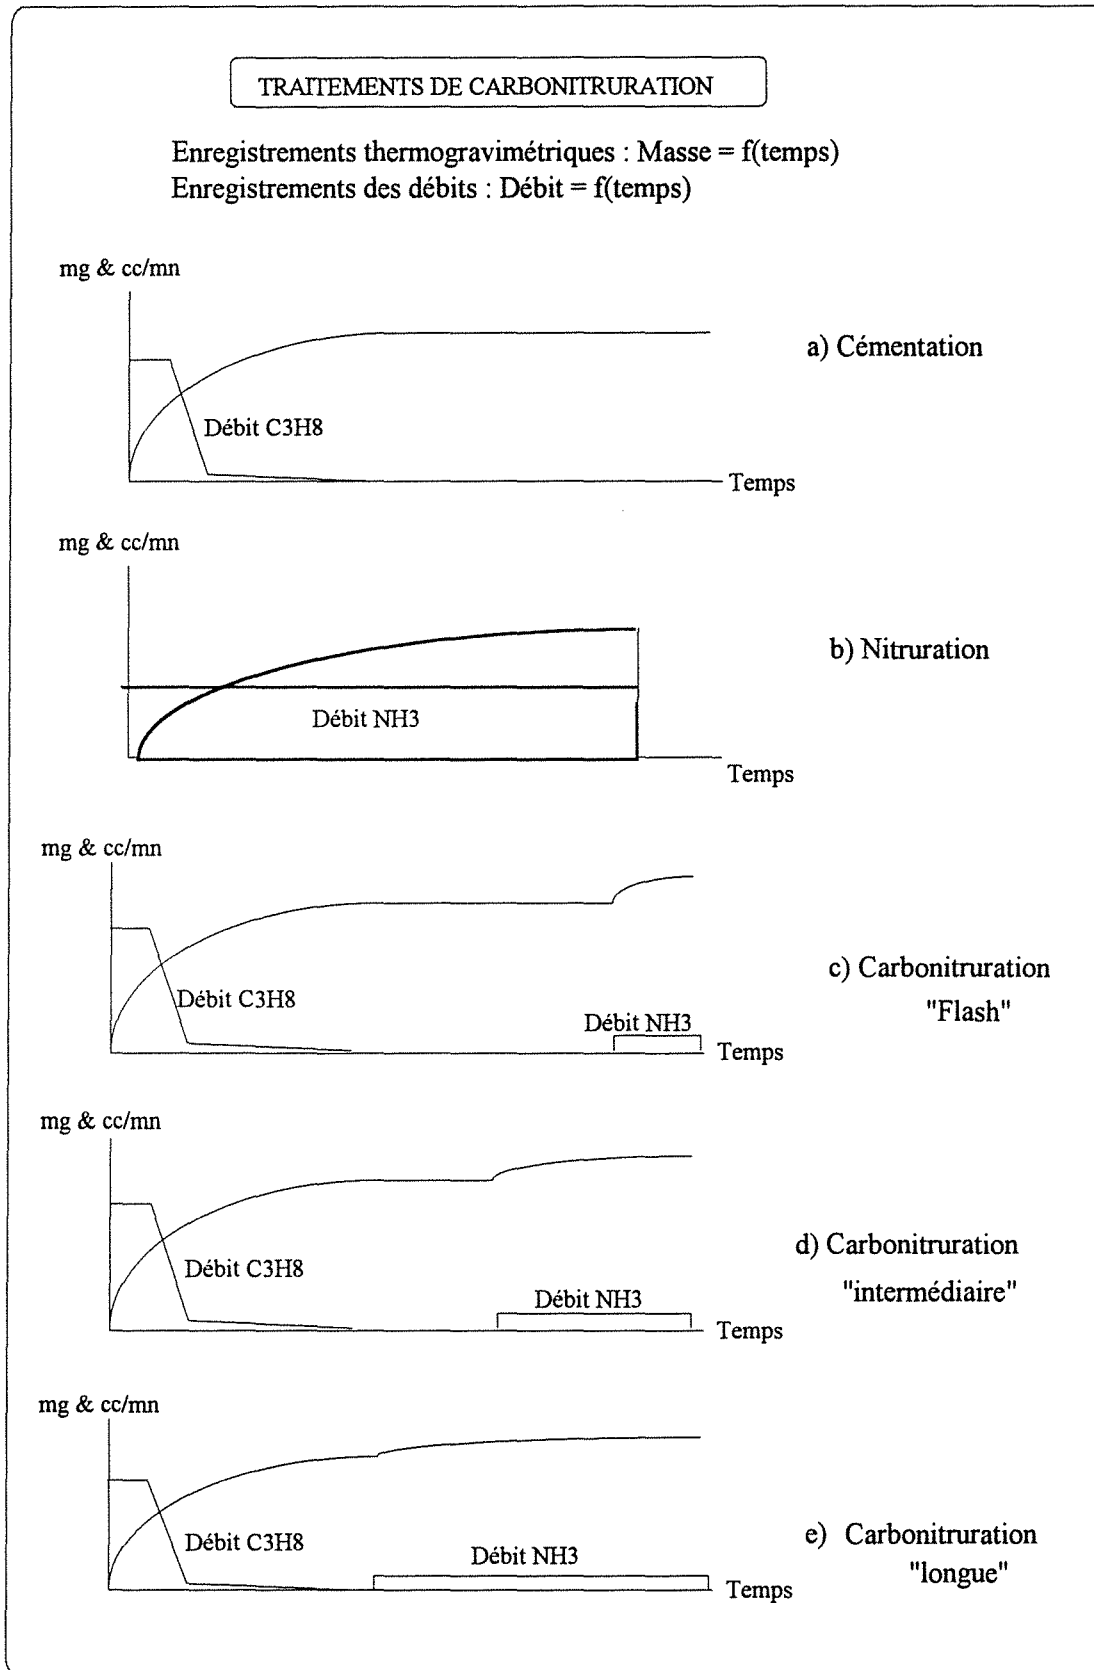 TRAITEMENTS DE CARBONITRURATION
Enregistrements thermogravimétriques : Masse = f(temps)
Enregistrements des débits : Débit = f(temps)
mg & cc/mn
a) Cémentation
Débit C3H8
Temps
mg & cc/mn
b) Nitruration
Débit NH3
Temps
mg & cc/mn
c) Carbonitruration
"Flash"
Débit C3H8
Débit NH3
Temps
mg & cc/mn
d) Carbonitruration
"intermédiaire"
Débit C3H8
Débit NH3
Temps
mg & cc/mn
e) Carbonitruration
"longue"
Débit C3H8
Débit NH3
Temps